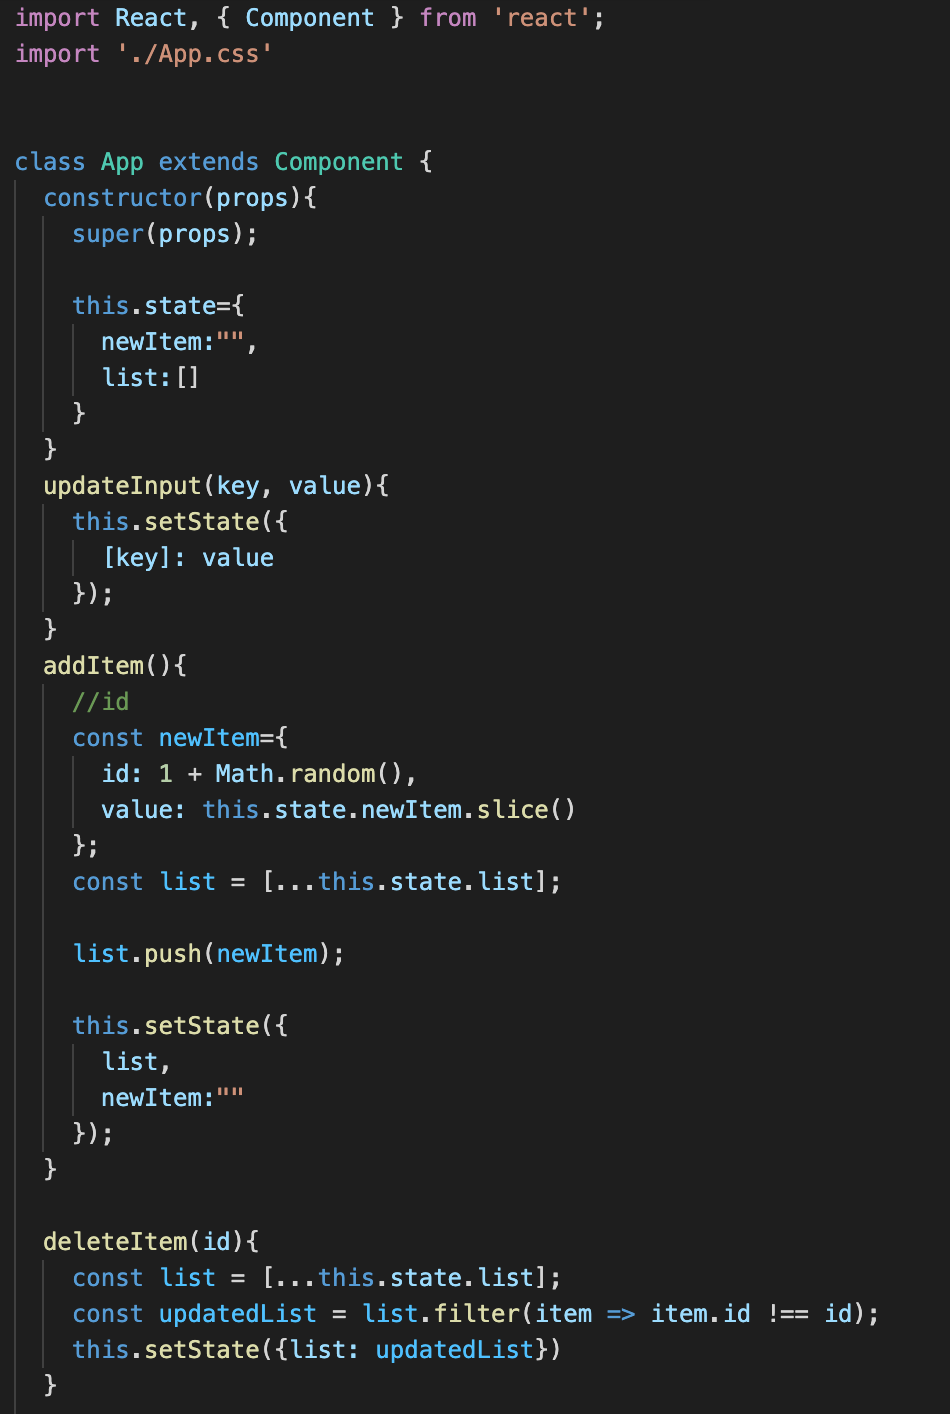 import React, { Component } from 'react';
import './App.css'
class App extends Component {
constructor(props){
super(props);
this.state={
newItem:"",
list:[]
}
}
updateInput(key, value){
this.setState({
[key]: value
});
}
addItem(){
//id
const newItem={
id: 1 + Math.random(),
value: this.state.newItem.slice()
};
const list = [...this.state.list];
list.push(newItem);
this.setState({
list,
newItem:""
});
}
deleteItem(id){
const list = [...this.state.list];
const updatedList = list.filter(item => item.id !== id);
this.setState({list: updatedList})
}